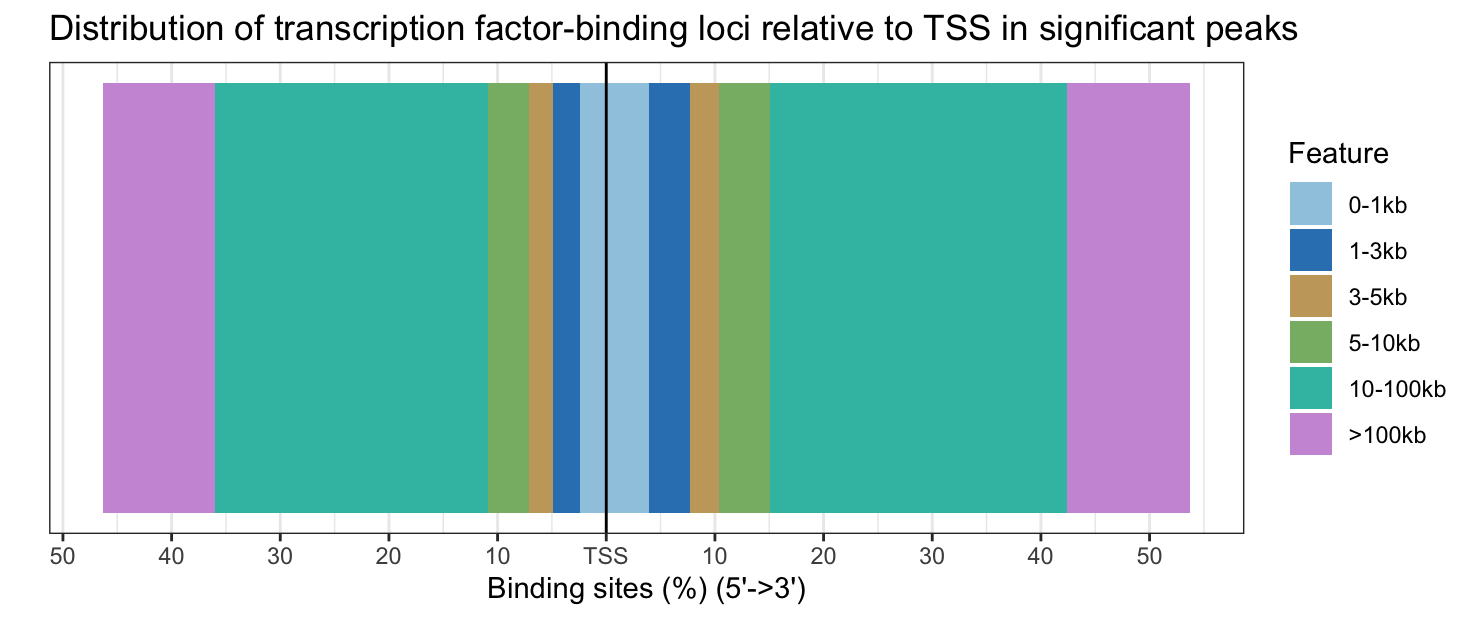 Distribution of transcription factor-binding loci relative to TSS in significant peaks
Feature
0-1kb
1-3kb
3-5kb
5-10kb
10-100kb
>100kb
50 40 30 20 10 TSS 10 20 30 40 50
Binding sites (%) (5'->3')